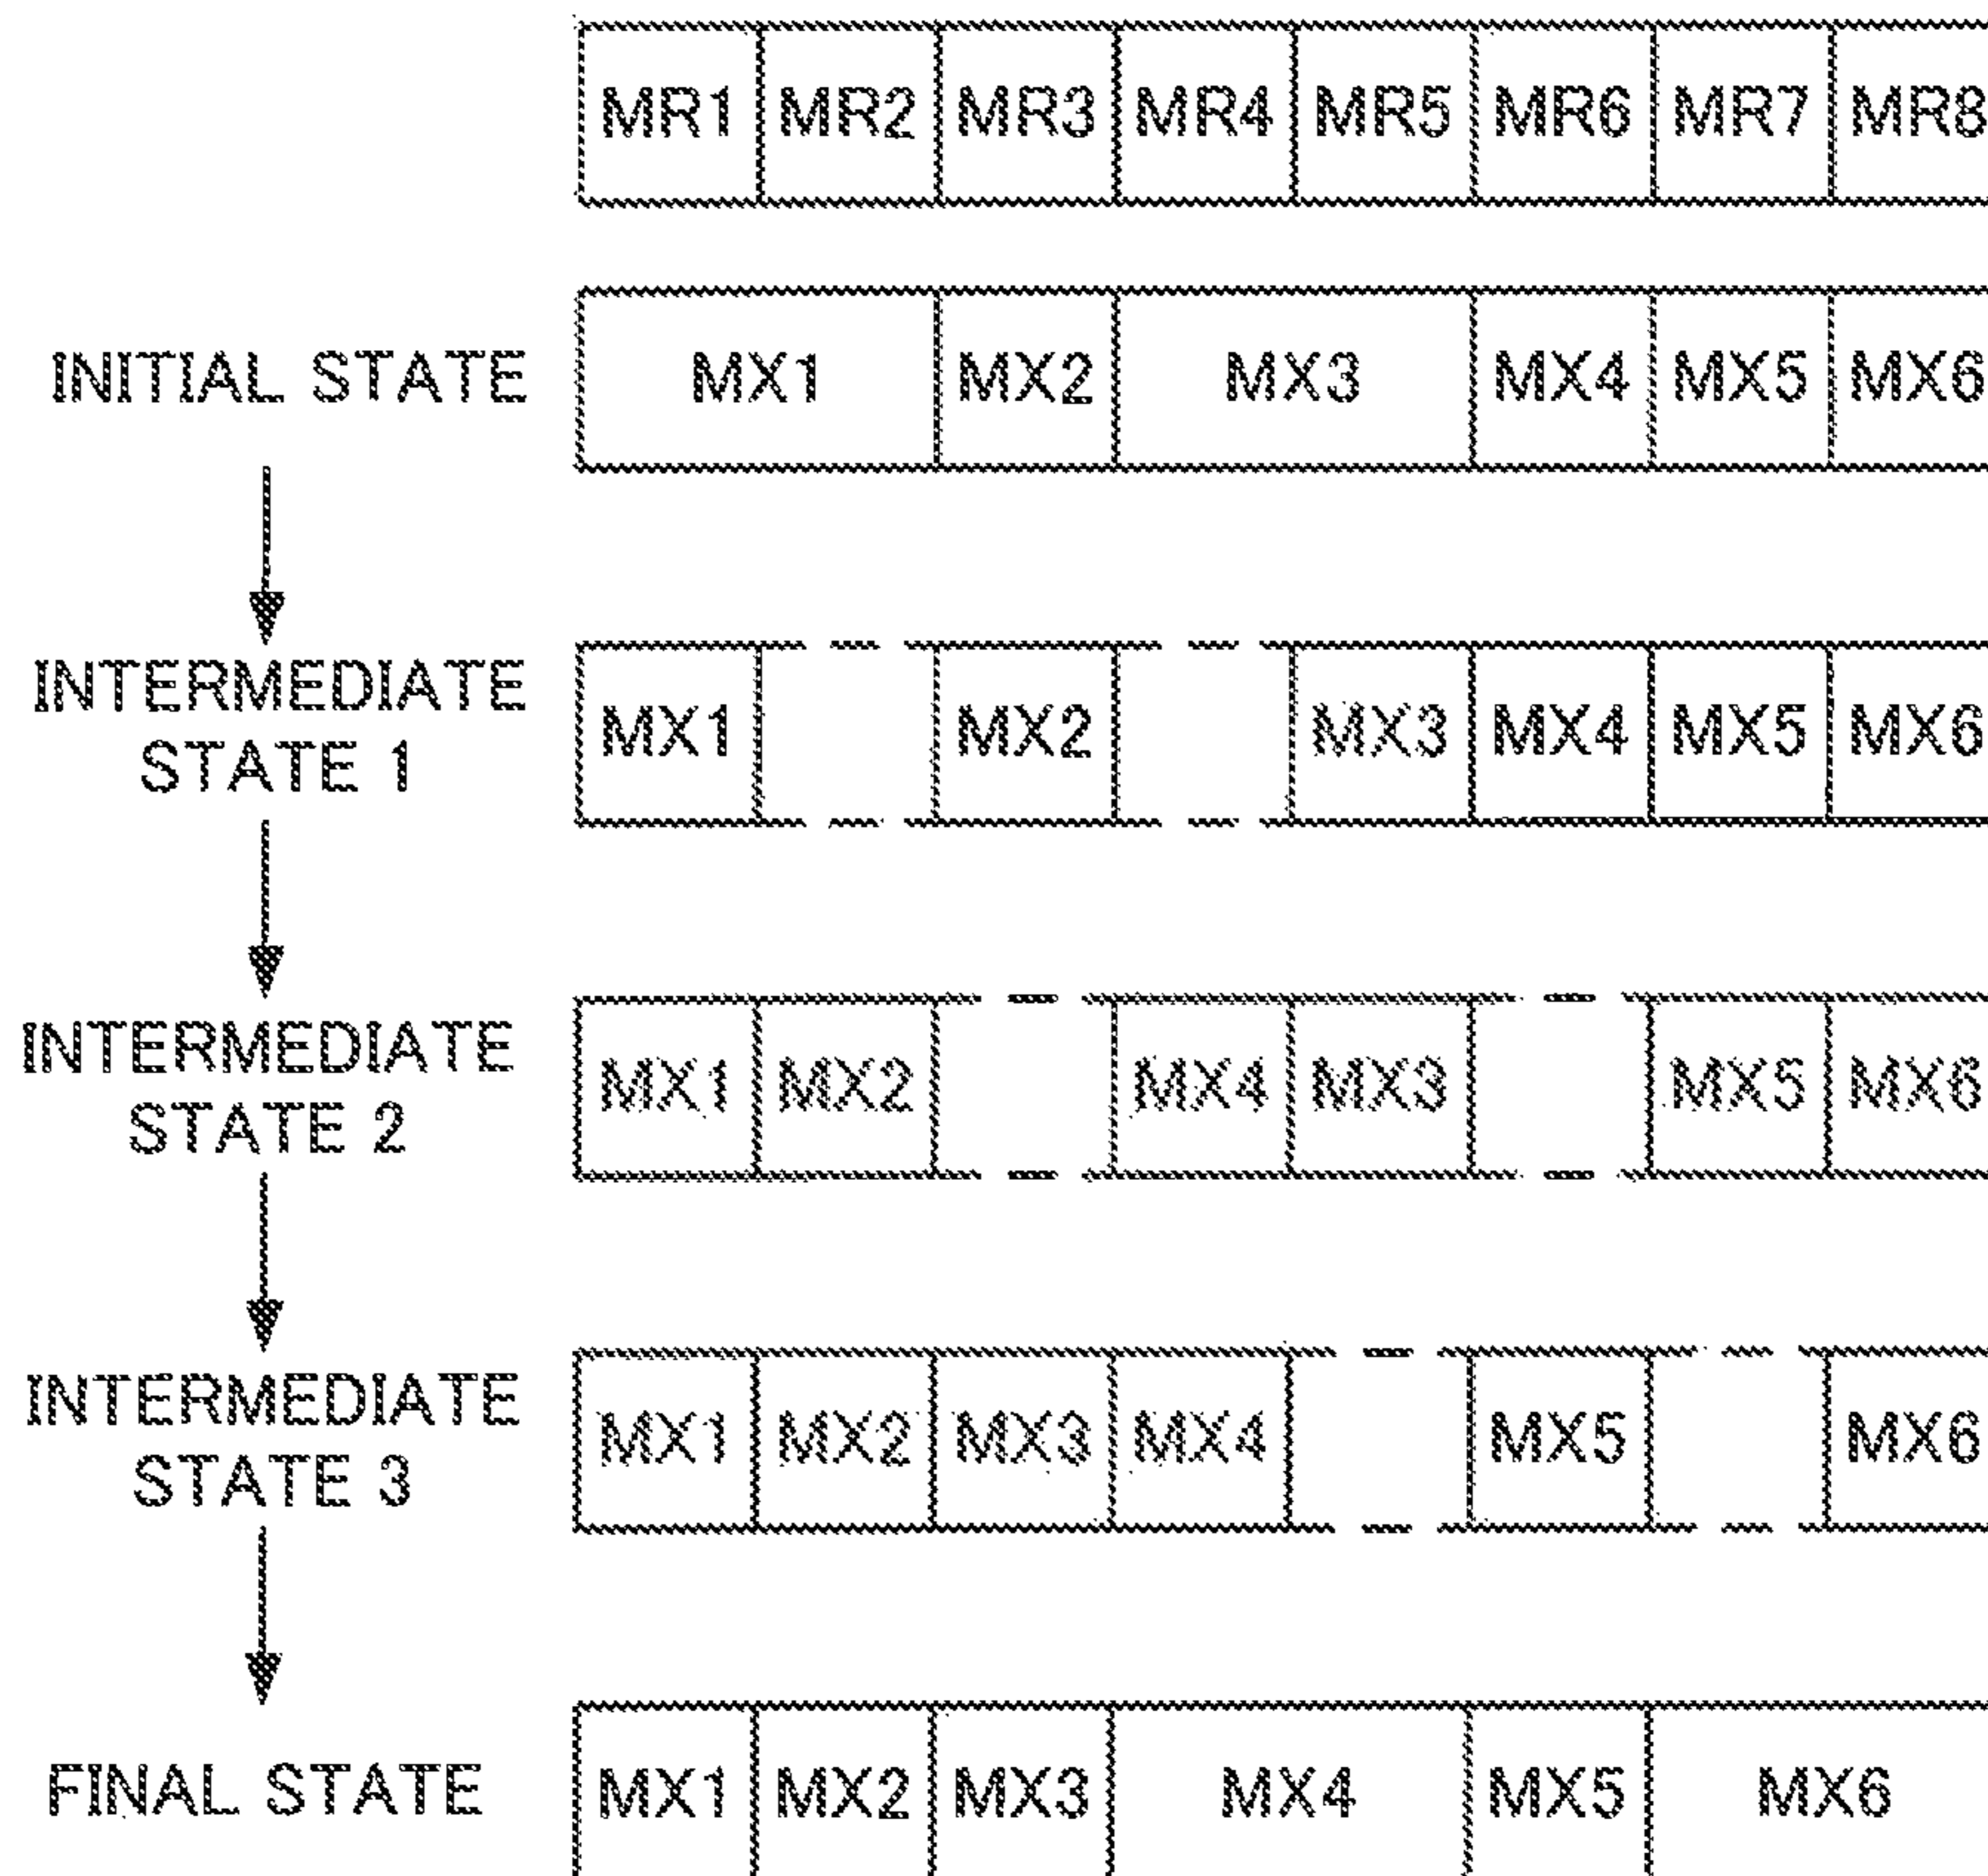 MR1 MR2 MR3 MR4 MR5 MR6 MR7 MR8
INITIAL STATE MX1 MX2 MX3 MX4 MX5 MX6
INTERMEDIATE
STATE 1
MX1 MX2 MX3 MX4 MX5 MX6
INTERMEDIATE
STATE 2
MX1 MX2 MX4 MX3 MX5 MX6
INTERMEDIATE
STATE 3
MX1 MX2 MX3 MX4 MX5 MX6
FINAL STATE MX1 MX2 MX3 MX4 MX5 MX6